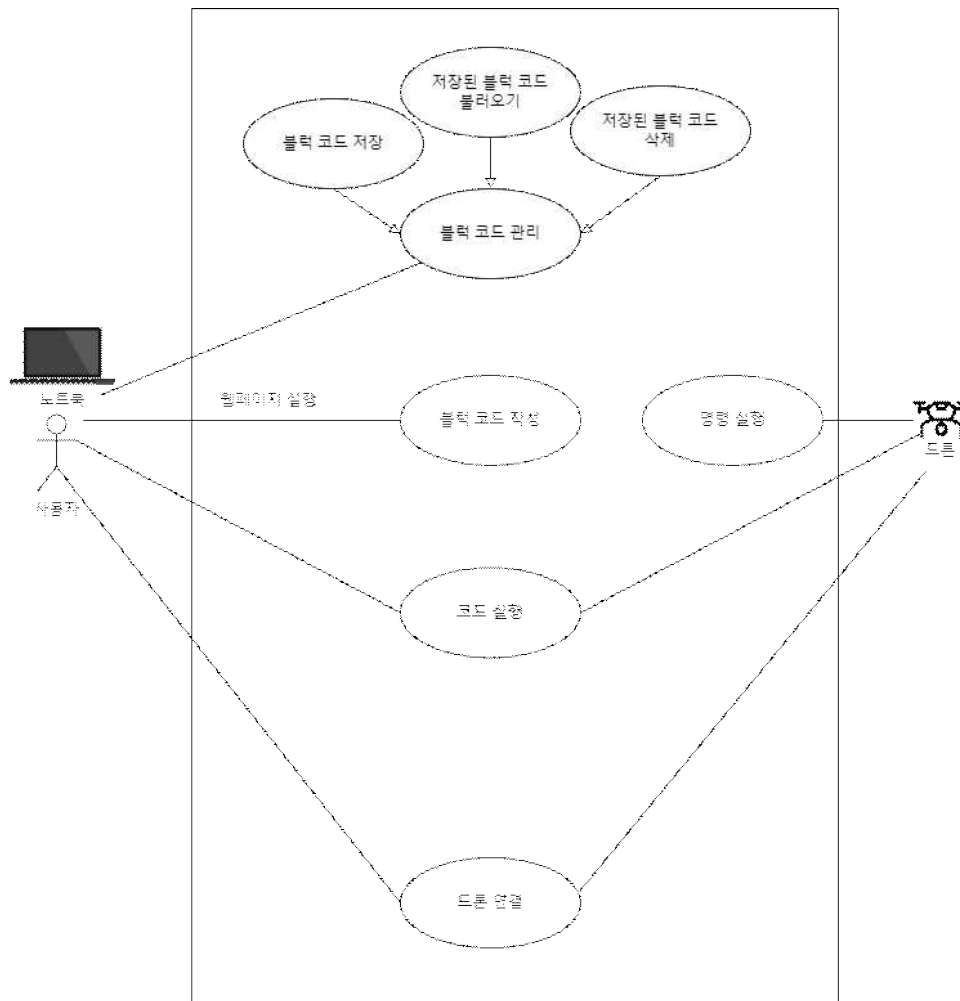 저장된 블럭 코드
불러오기
블럭 코드 저장
저장된 블럭 코드
삭제
블럭 코드 관리
노트북
웹페이지 실행
블럭 코드 작성
명령 실행
드론
사용자
코드 실행
드론 연결